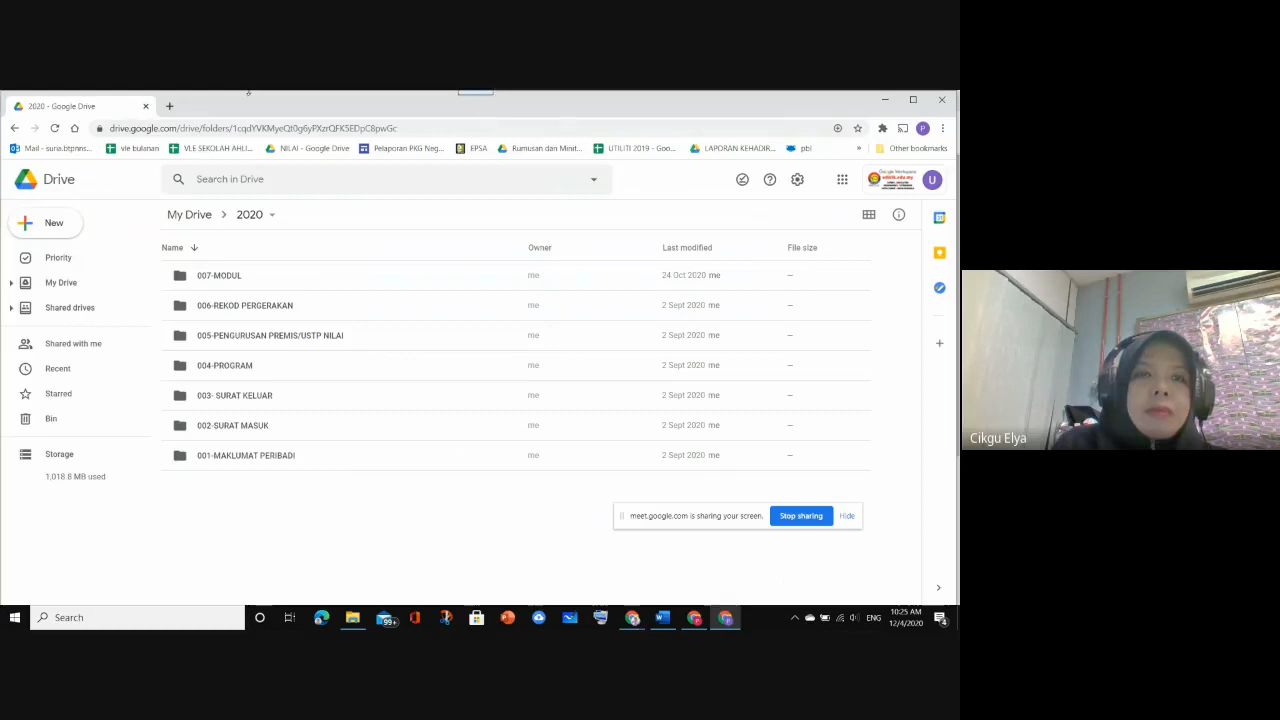 2020 - Google Drive
drive.google.com/drive/folders/1cqdYVKMyeQt0g6yPXzrQFK5EDpC8pwGc
Mail - suria.btpnns... vle bulanan VLE SEKOLAH AHLI... NILAI - Google Drive Pelaporan PKG Neg... EPSA Rumusan dan Minit... UTILITI 2019 - Goo... LAPORAN KEHADIR... pbl » Other bookmarks
Drive
Search in Drive
Google Workspace
U
New
My Drive > 2020
Name Owner Last modified File size
Priority
My Drive
Shared drives
Shared with me
Recent
Starred
Bin
Storage
1,018.8 MB used
007-MODUL me 24 Oct 2020 me –
006-REKOD PERGERAKAN me 2 Sept 2020 me –
005-PENGURUSAN PREMIS/USTP NILAI me 2 Sept 2020 me –
004-PROGRAM me 2 Sept 2020 me –
003- SURAT KELUAR me 2 Sept 2020 me –
002-SURAT MASUK me 2 Sept 2020 me –
001-MAKLUMAT PERIBADI me 2 Sept 2020 me –
meet.google.com is sharing your screen. Stop sharing Hide
Cikgu Elya
Search
99+
ENG
10:25 AM
12/4/2020
4